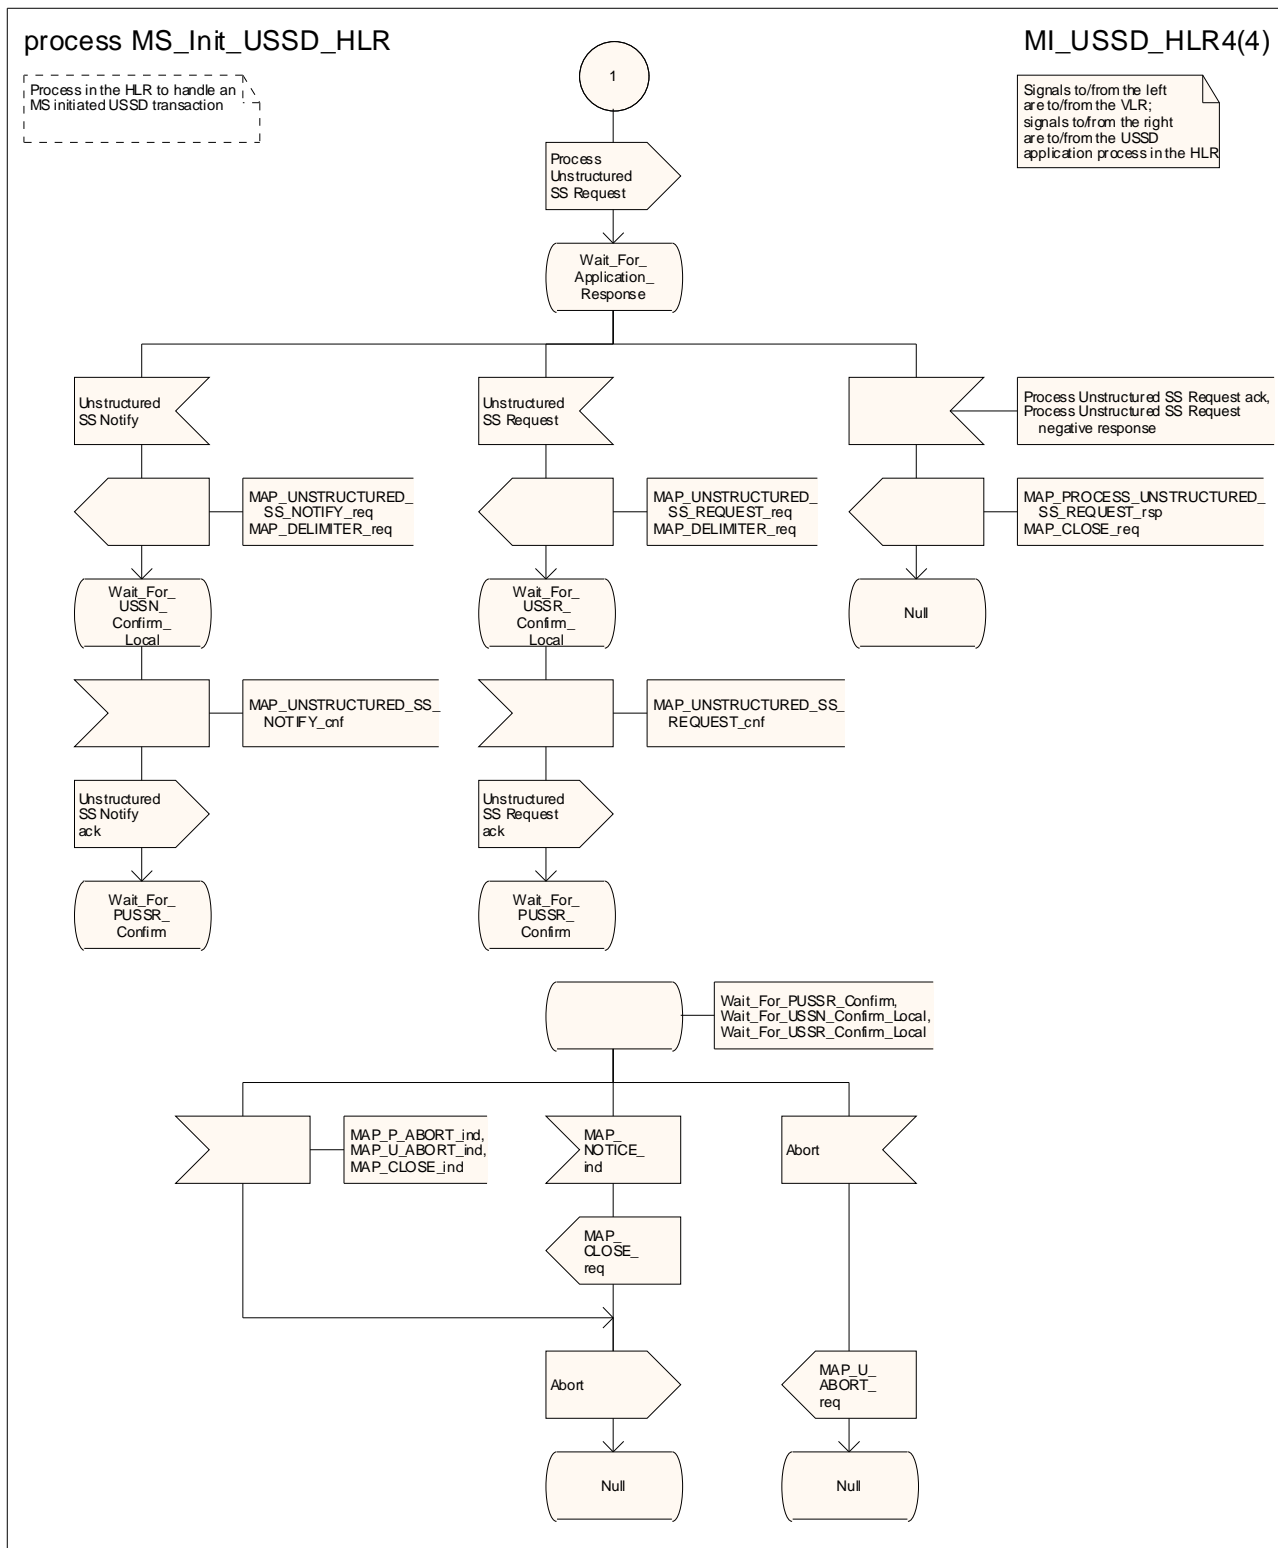 process MS_Init_USSD_HLR
MI_USSD_HLR4(4)
Process in the HLR to handle an
MS initiated USSD transaction
1
Signals to/from the left
are to/from the VLR;
signals to/from the right
are to/from the USSD
application process in the HLR
Process
Unstructured
SS Request
Wait_For_
Application_
Response
Unstructured
SS Notify
Unstructured
SS Request
Process Unstructured SS Request ack,
Process Unstructured SS Request
negative response
MAP_UNSTRUCTURED_
SS_NOTIFY_req
MAP_DELIMITER_req
MAP_UNSTRUCTURED_
SS_REQUEST_req
MAP_DELIMITER_req
MAP_PROCESS_UNSTRUCTURED_
SS_REQUEST_rsp
MAP_CLOSE_req
Wait_For_
USSN_
Confirm_
Local
Wait_For_
USSR_
Confirm_
Local
Null
MAP_UNSTRUCTURED_SS_
NOTIFY_cnf
MAP_UNSTRUCTURED_SS_
REQUEST_cnf
Unstructured
SS Notify
ack
Unstructured
SS Request
ack
Wait_For_
PUSSR_
Confirm
Wait_For_
PUSSR_
Confirm
Wait_For_PUSSR_Confirm,
Wait_For_USSN_Confirm_Local,
Wait_For_USSR_Confirm_Local
MAP_P_ABORT_ind,
MAP_U_ABORT_ind,
MAP_CLOSE_ind
MAP_
NOTICE_
ind
Abort
MAP_
CLOSE_
req
Abort
MAP_U_
ABORT_
req
Null
Null